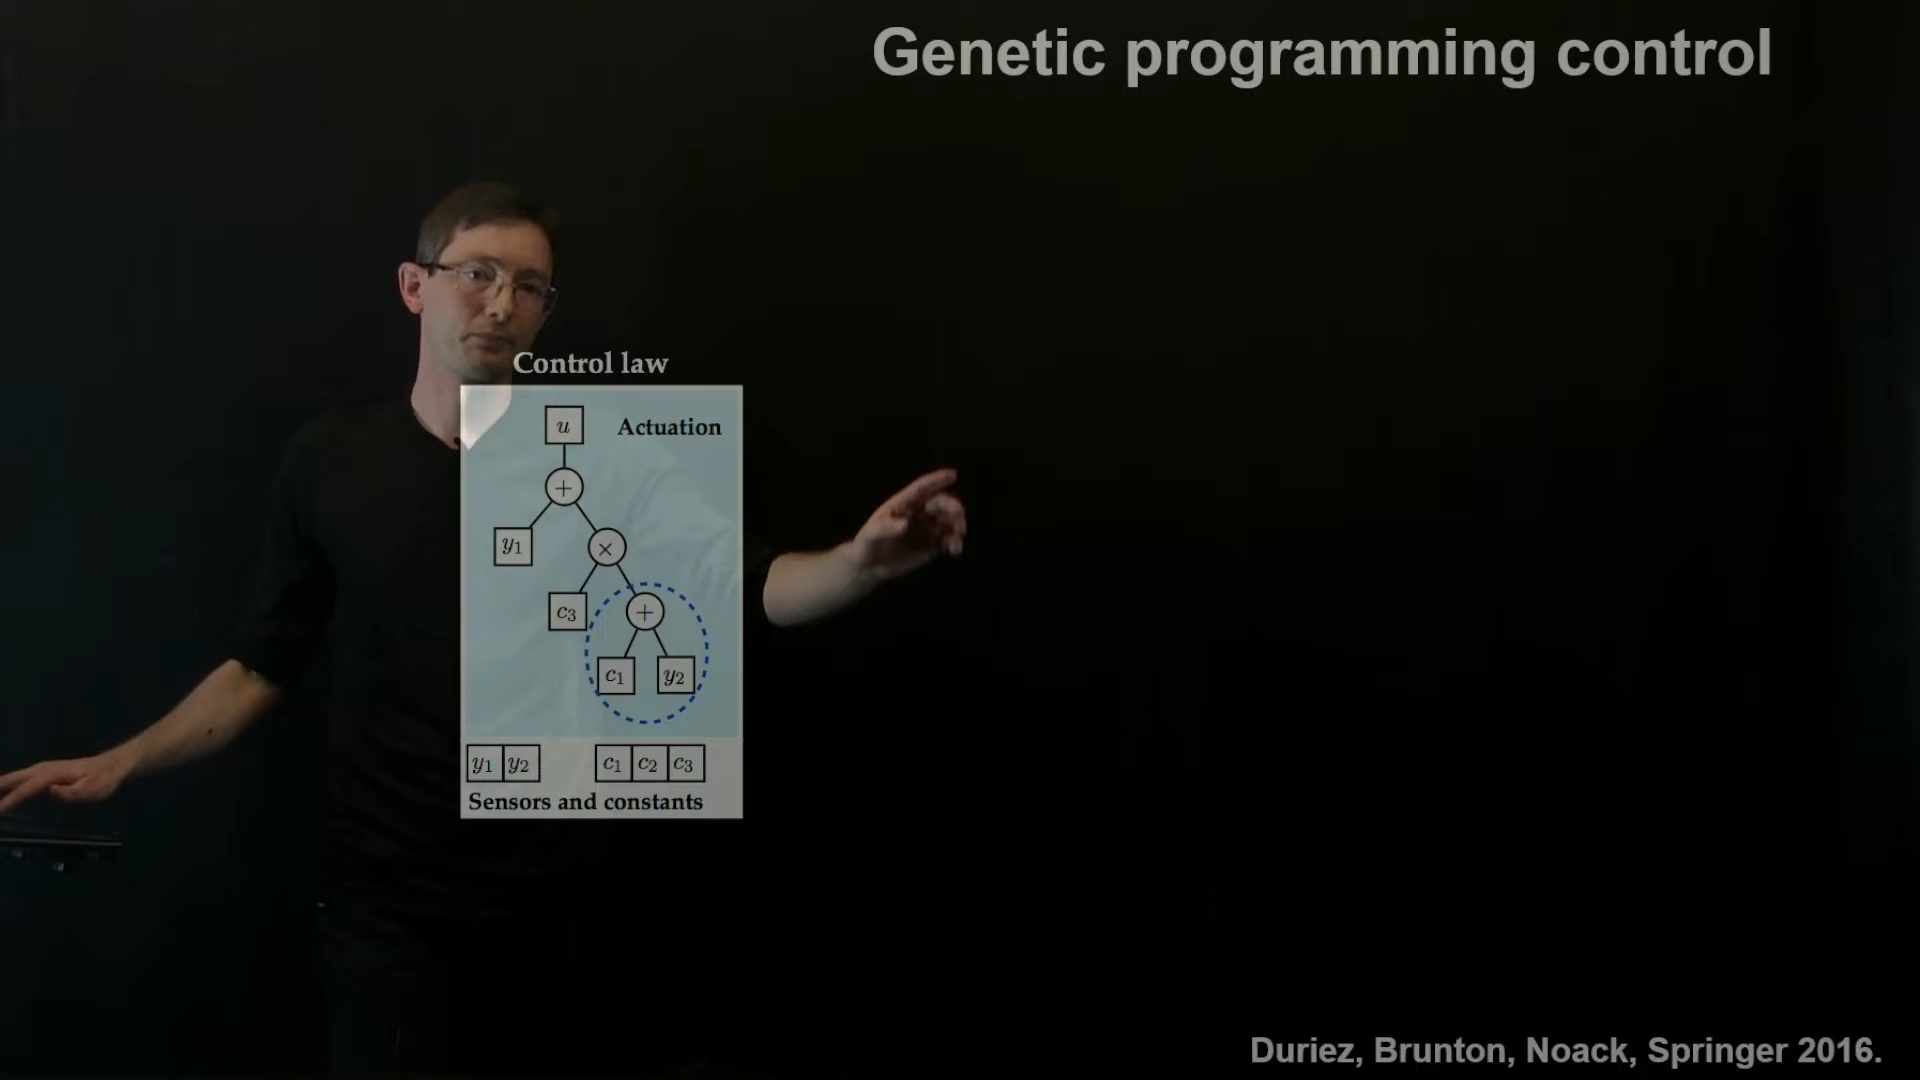 Genetic programming control
Control law
u
Actuation
+
y₁
×
c₃
+
c₁
y₂
y₁ y₂
c₁ c₂ c₃
Sensors and constants
Duriez, Brunton, Noack, Springer 2016.